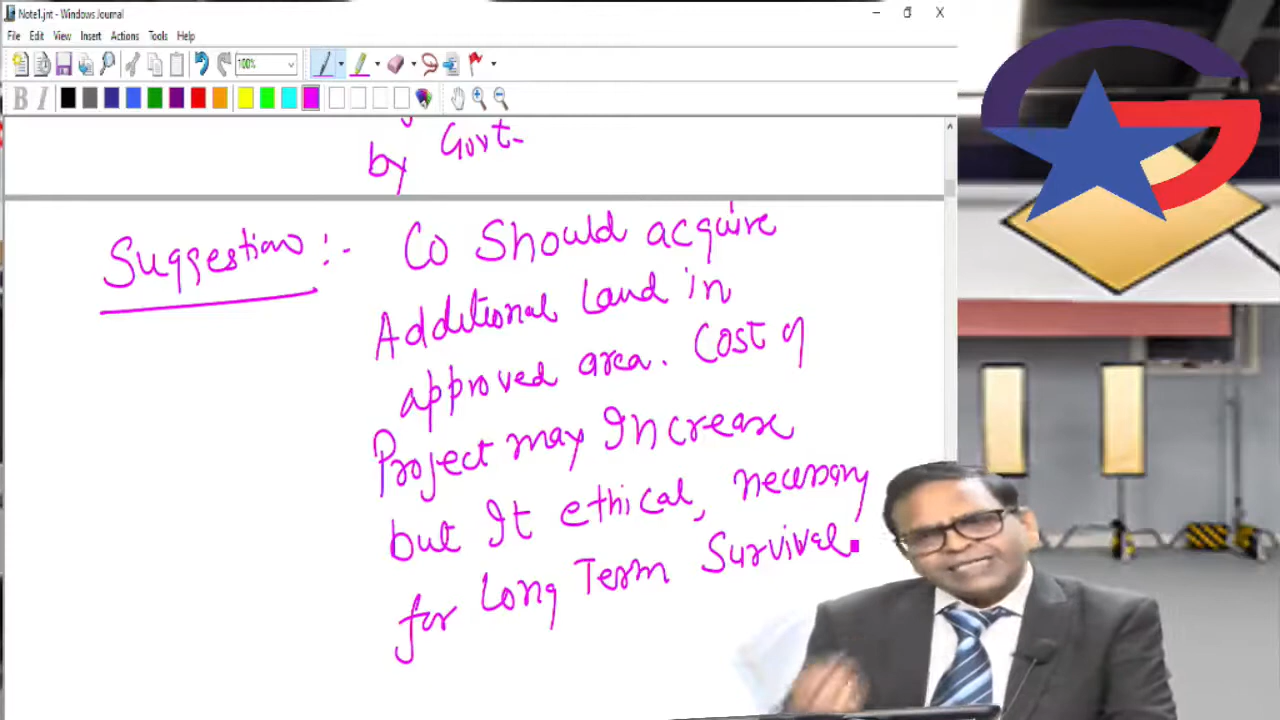 Note1.jnt - Windows Journal
File Edit View Insert Actions Tools Help
100%
B I
by Govt-
Suggestion :- Co Should acquire
Additional Land in
approved area. Cost of
Project may Increase
but It ethical, necessary
for Long Term Survival.